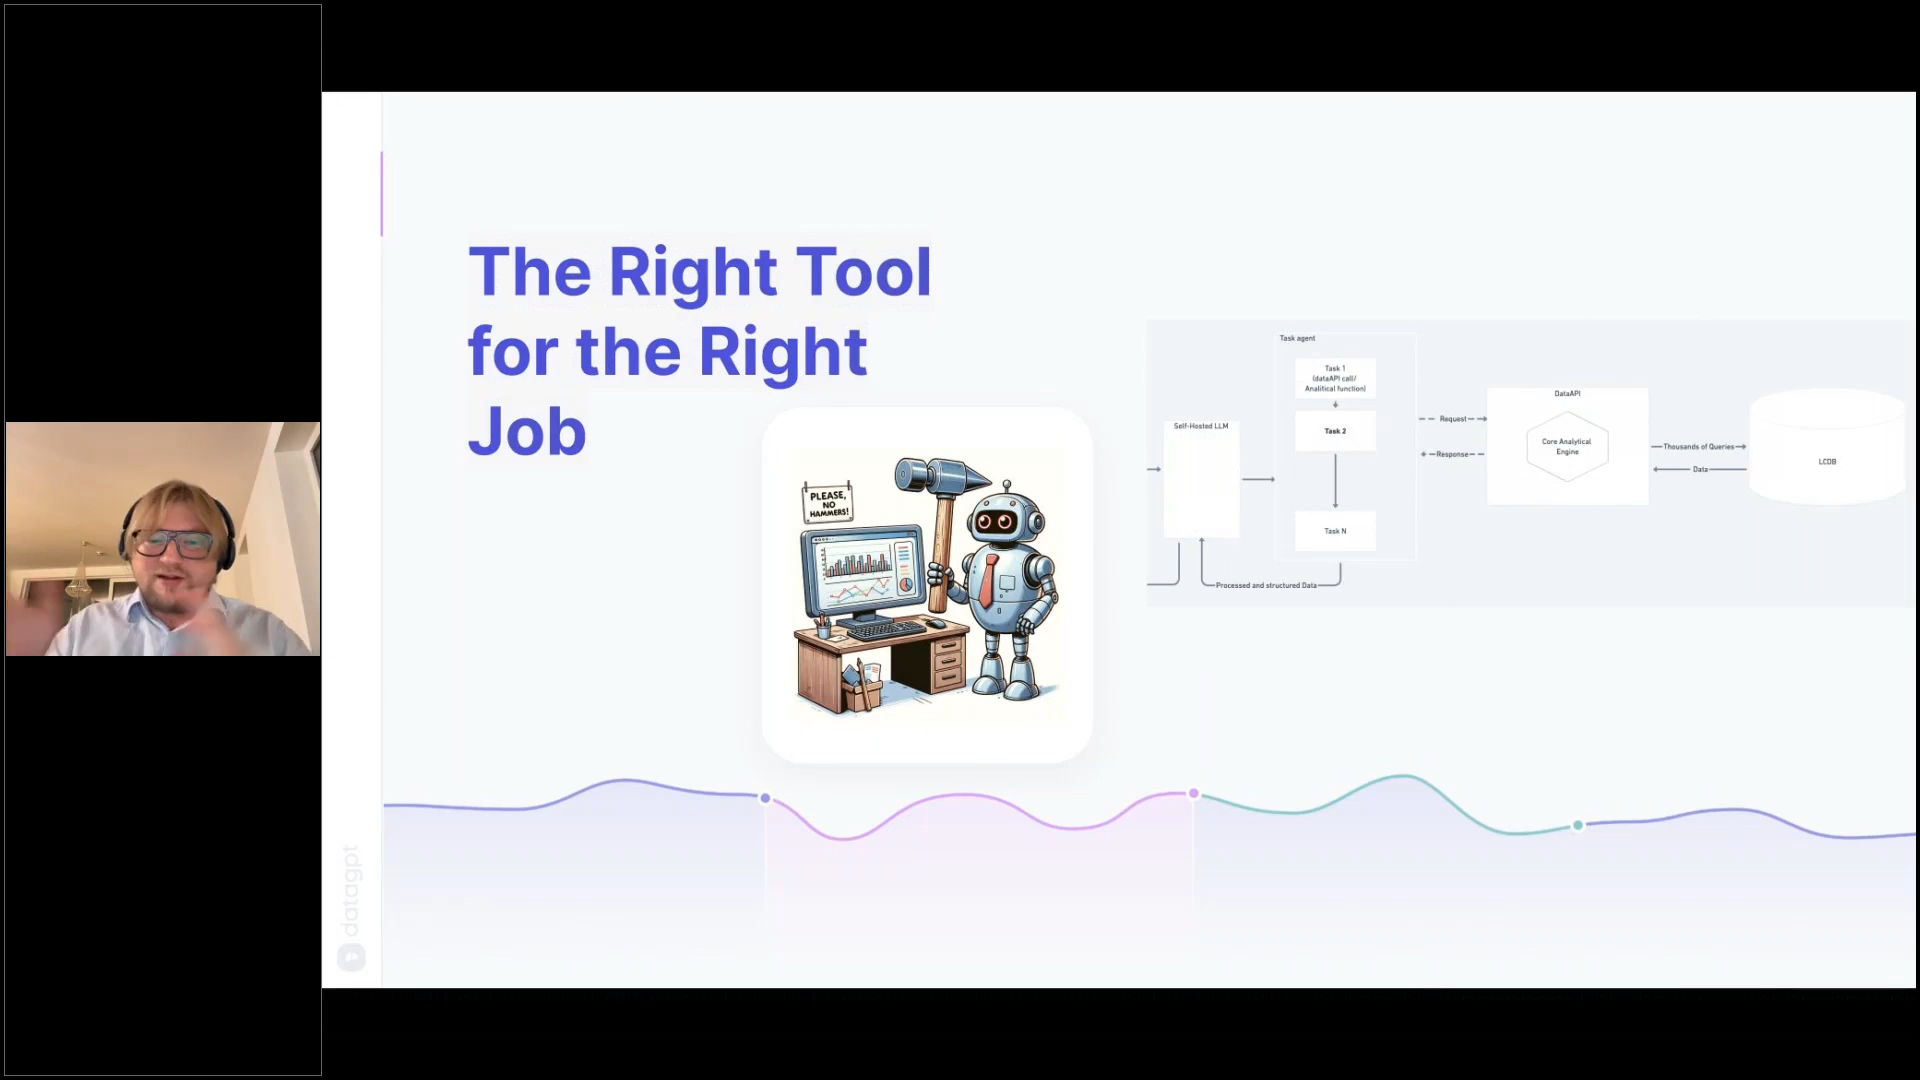 The Right Tool
for the Right
Job
PLEASE,
NO
HAMMERS!
Task agent
Task 1
(dataAPI call/
Analitical function)
Task 2
Task N
Self-Hosted LLM
Processed and structured Data
Request
Response
DataAPI
Core Analytical
Engine
Thousands of Queries
Data
LCDB
datagpt